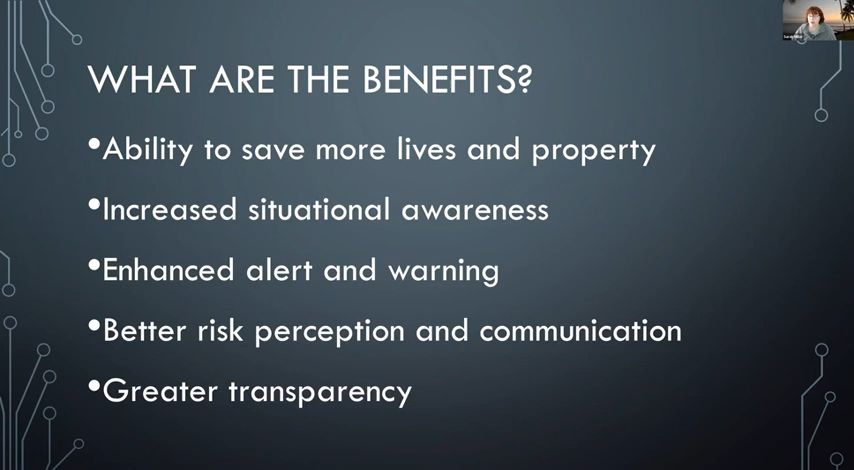 WHAT ARE THE BENEFITS?
•Ability to save more lives and property
•Increased situational awareness
•Enhanced alert and warning
•Better risk perception and communication
•Greater transparency